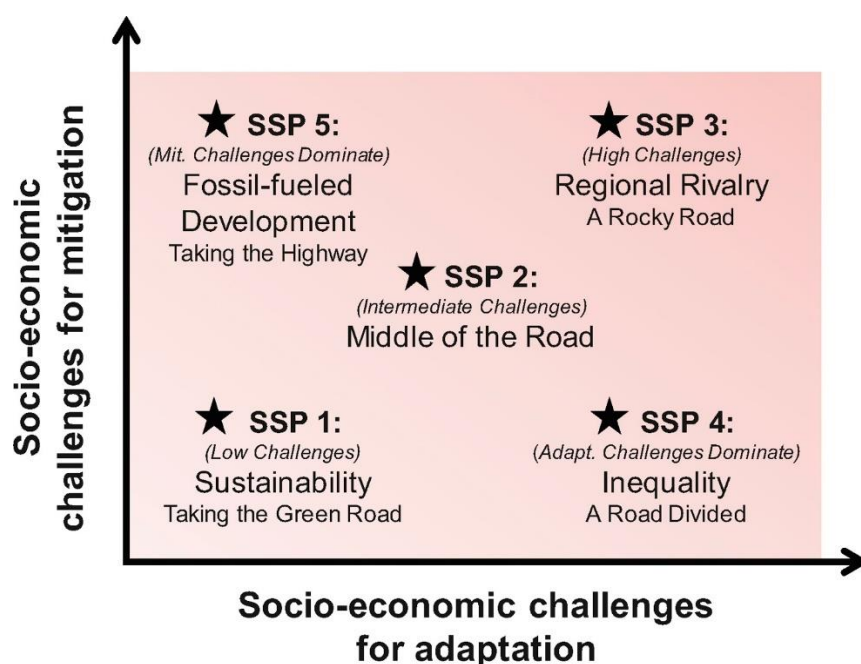 Socio-economic
challenges for mitigation
SSP 5:
(Mit. Challenges Dominate)
Fossil-fueled
Development
Taking the Highway
SSP 3:
(High Challenges)
Regional Rivalry
A Rocky Road
SSP 2:
(Intermediate Challenges)
Middle of the Road
SSP 1:
(Low Challenges)
Sustainability
Taking the Green Road
SSP 4:
(Adapt. Challenges Dominate)
Inequality
A Road Divided
Socio-economic challenges
for adaptation